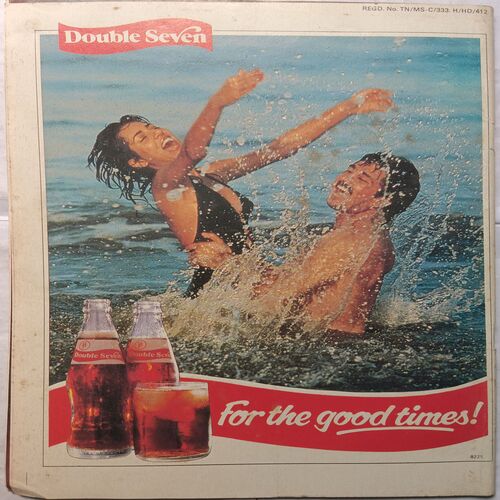 REGD. No. TN/MS-C/333. H/HD/412
Double Seven
Double Seven
Double Seven
For the good times!